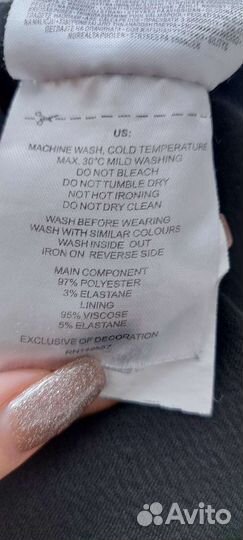 US:
MACHINE WASH, COLD TEMPERATURE
MAX. 30°C MILD WASHING
DO NOT BLEACH
DO NOT TUMBLE DRY
NOT HOT IRONING
DO NOT DRY CLEAN
WASH BEFORE WEARING
WASH WITH SIMILAR COLOURS
WASH INSIDE OUT
IRON ON REVERSE SIDE
MAIN COMPONENT
97% POLYESTER
3% ELASTANE
LINING
95% VISCOSE
5% ELASTANE
EXCLUSIVE OF DECORATION
Avito